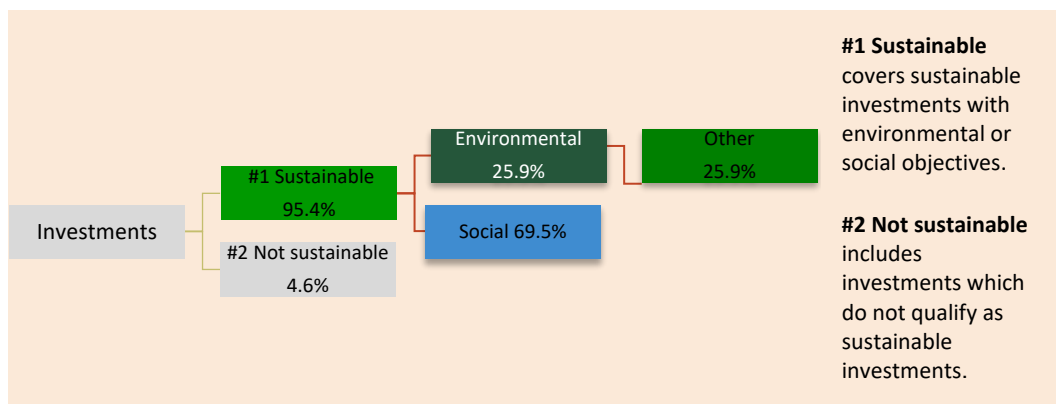 Investments
#1 Sustainable
95.4%
#2 Not sustainable
4.6%
Environmental
25.9%
Social 69.5%
Other
25.9%
#1 Sustainable
covers sustainable
investments with
environmental or
social objectives.
#2 Not sustainable
includes
investments which
do not qualify as
sustainable
investments.